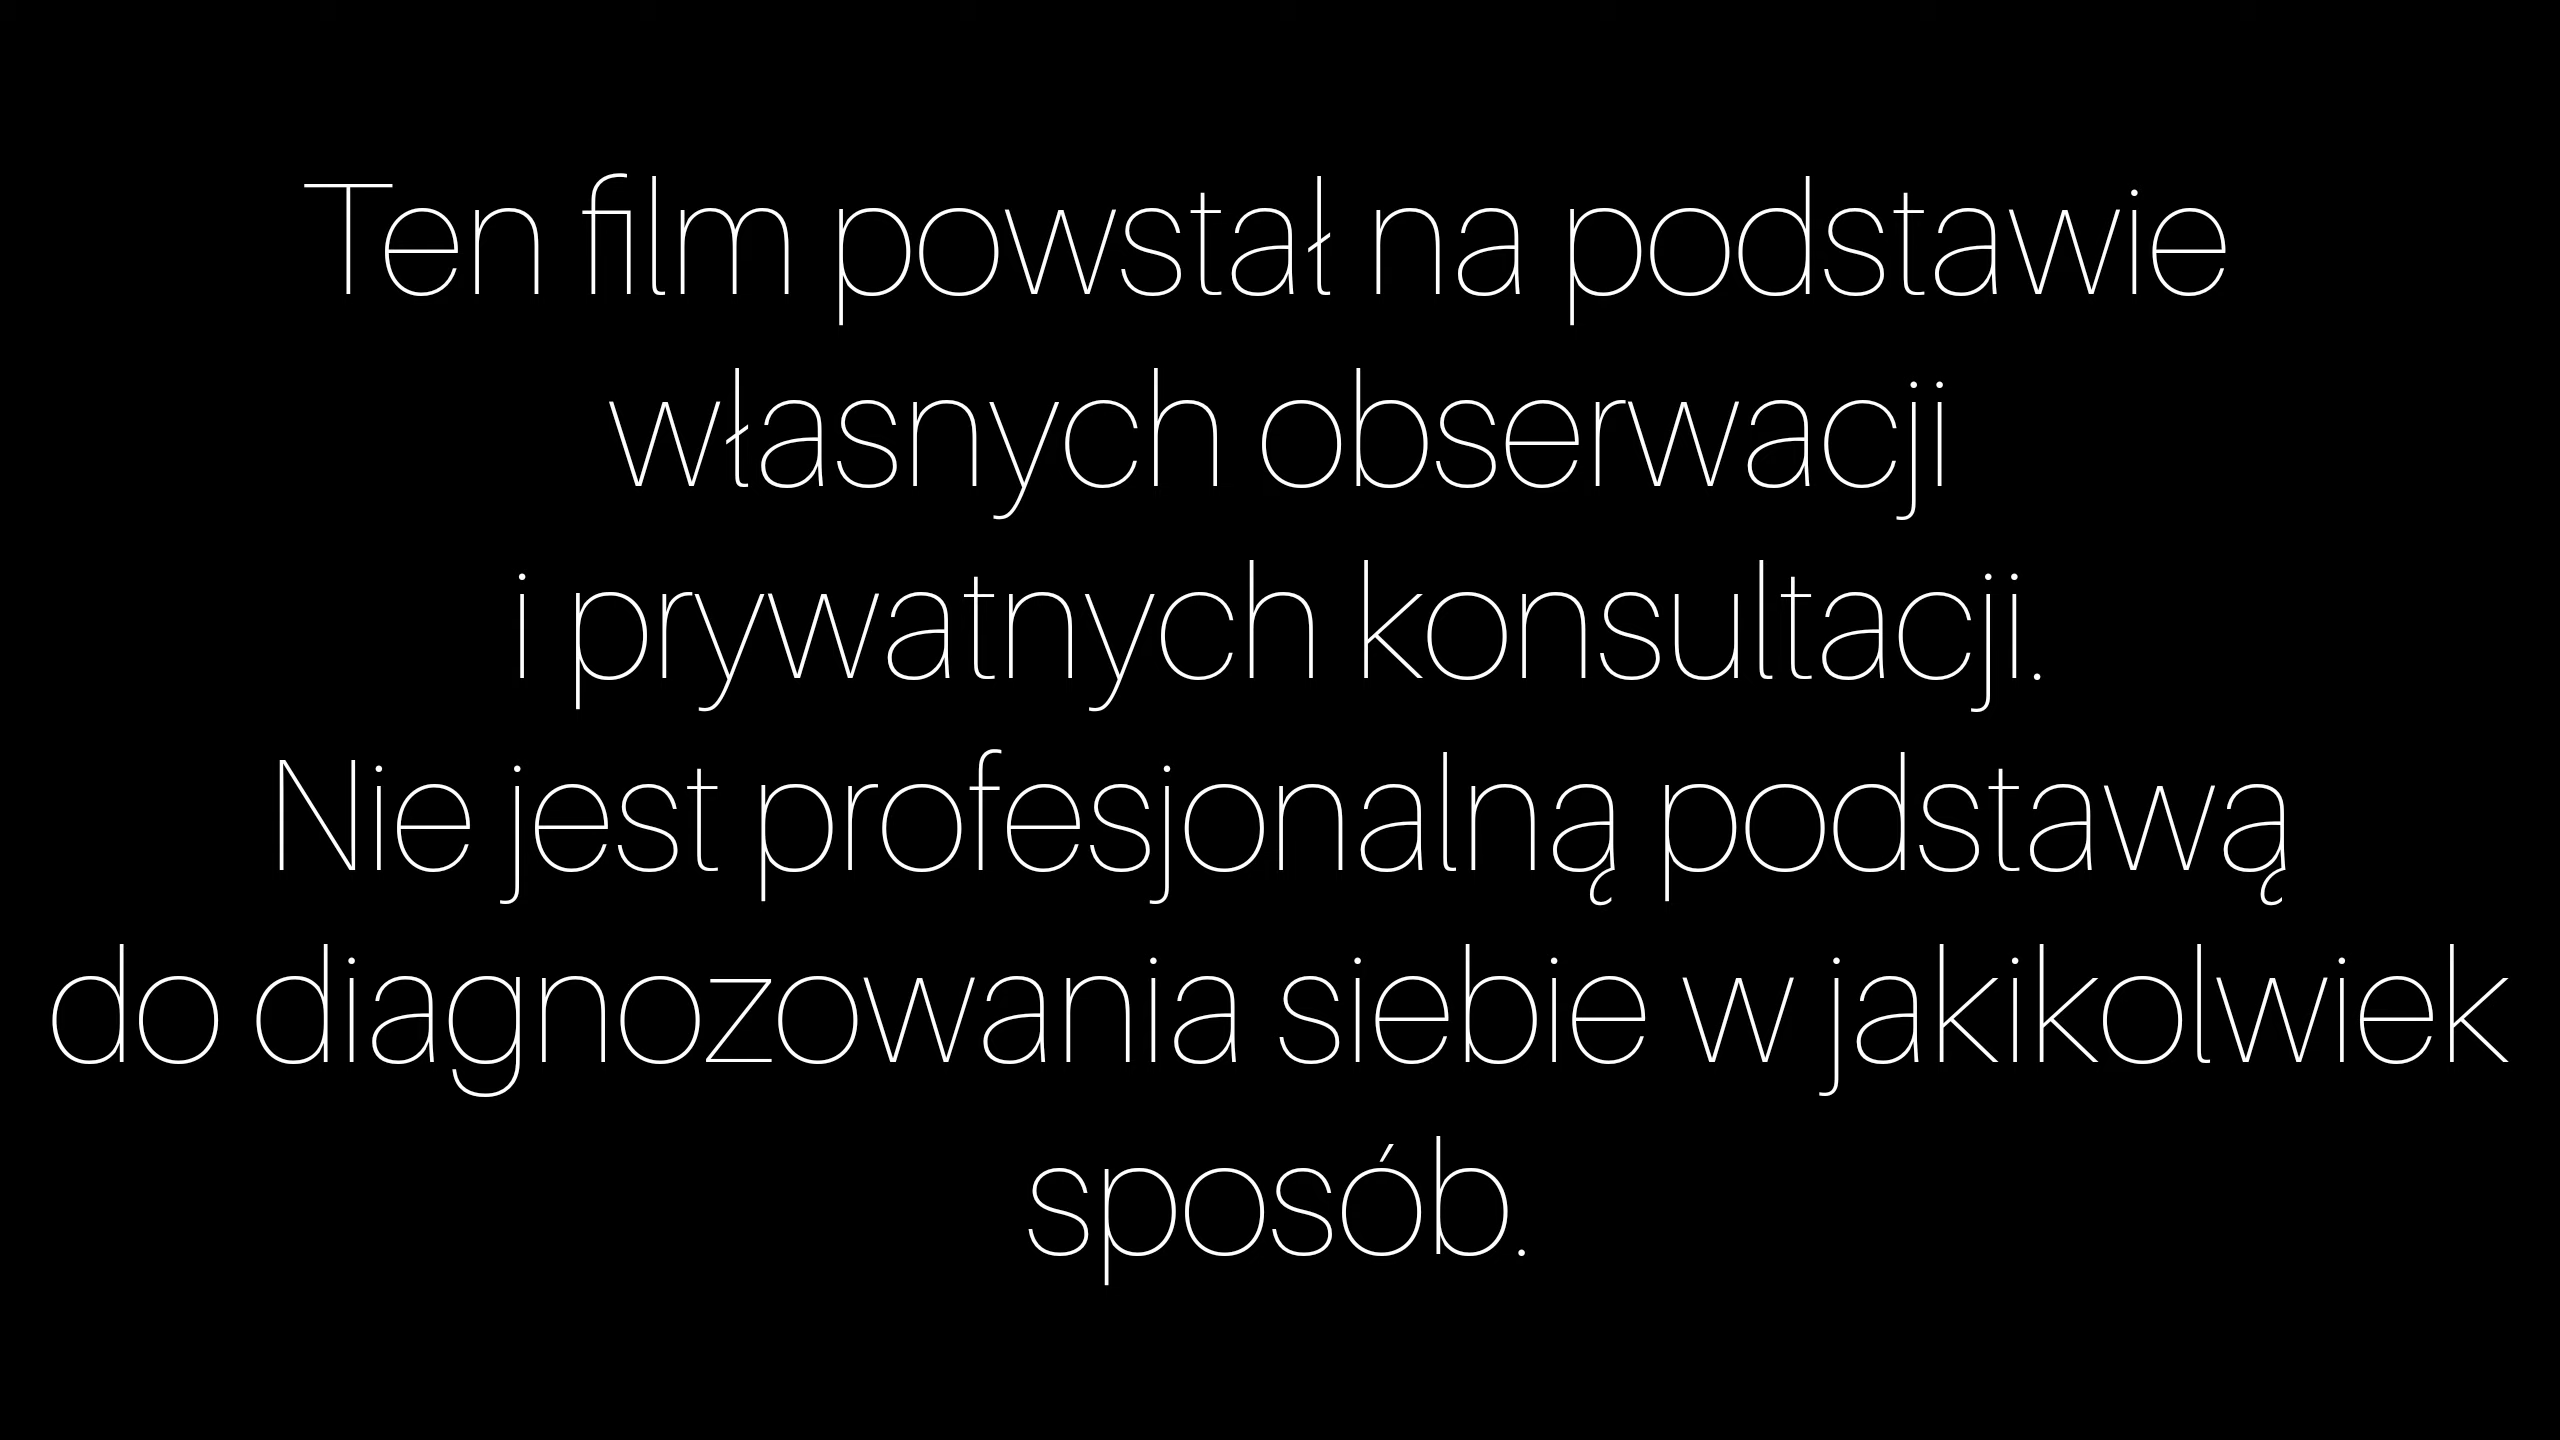 Ten film powstał na podstawie
własnych obserwacji
i prywatnych konsultacji.
Nie jest profesjonalną podstawą
do diagnozowania siebie w jakikolwiek
sposób.